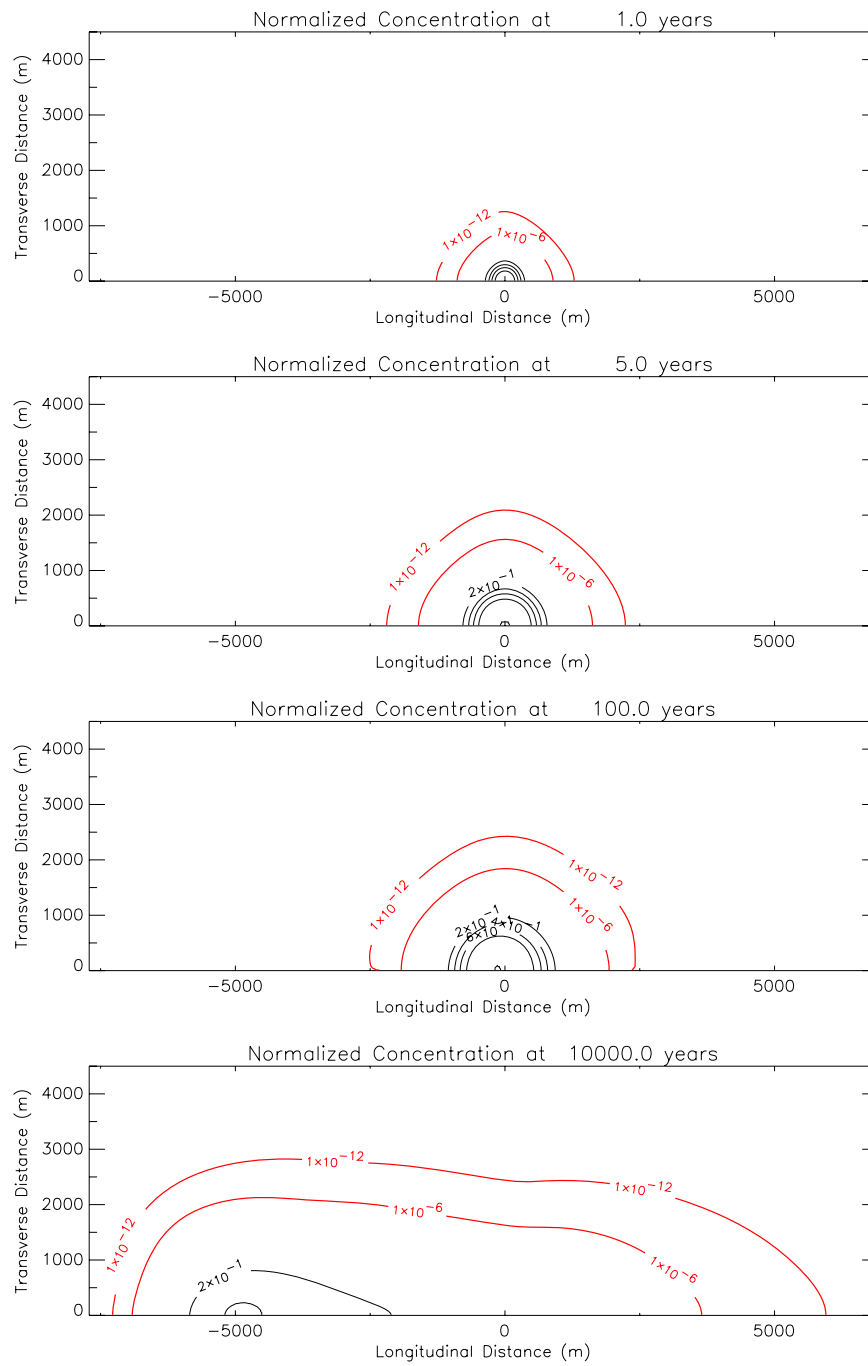 Normalized Concentration at 1.0 years
Transverse Distance (m)
4000
3000
2000
1000
0
1×10⁻¹²
1×10⁻⁶
−5000 0 5000
Longitudinal Distance (m)
Normalized Concentration at 5.0 years
Transverse Distance (m)
4000
3000
2000
1000
0
1×10⁻¹²
1×10⁻⁶
2×10⁻¹
−5000 0 5000
Longitudinal Distance (m)
Normalized Concentration at 100.0 years
Transverse Distance (m)
4000
3000
2000
1000
0
1×10⁻¹²
1×10⁻¹²
1×10⁻⁶
2×10⁻¹
−5000 0 5000
Longitudinal Distance (m)
Normalized Concentration at 10000.0 years
Transverse Distance (m)
4000
3000
2000
1000
0
1×10⁻¹²
1×10⁻¹²
1×10⁻¹²
1×10⁻⁶
1×10⁻⁶
2×10⁻¹
−5000 0 5000
Longitudinal Distance (m)